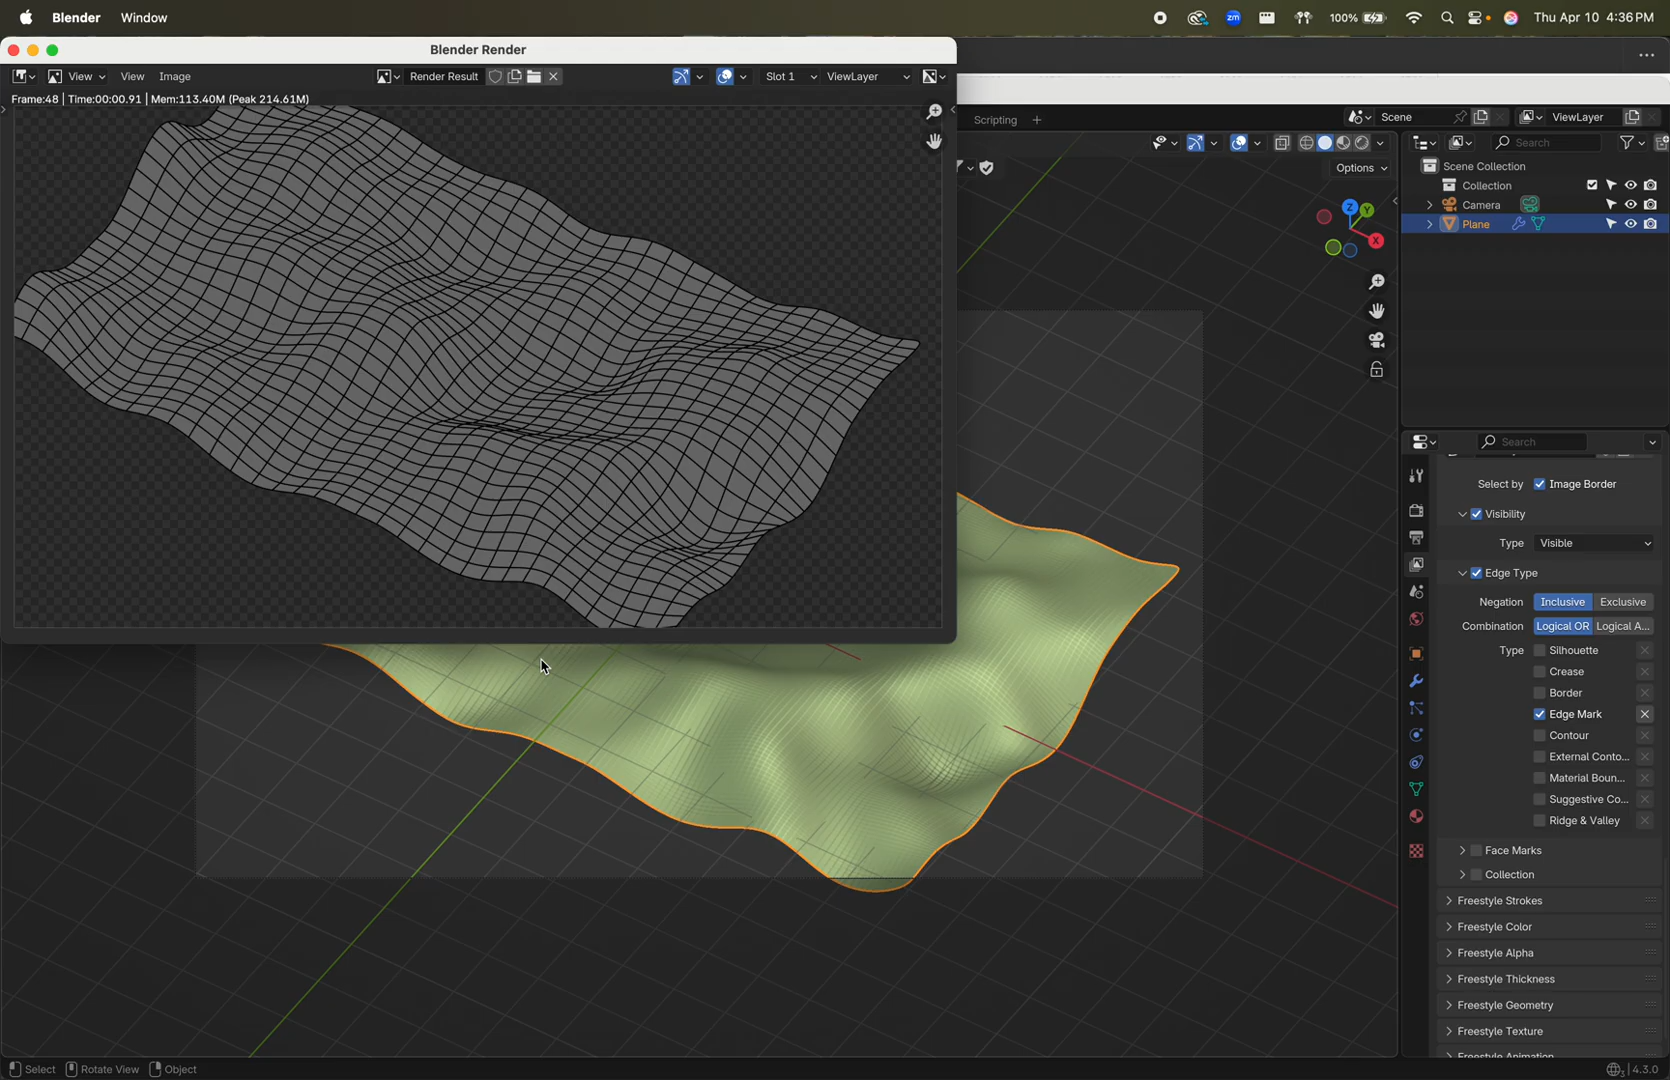 Blender Window
zm 100% Thu Apr 10 4:36 PM
Blender Render
View View Image Render Result Slot 1 ViewLayer
Frame:48 | Time:00:00.91 | Mem:113.40M (Peak 214.61M)
Scripting +
Scene ViewLayer
Search
Options
Scene Collection
Collection
Camera
Plane
Z Y
X
Search
Select by Image Border
Visibility
Type Visible
Edge Type
Negation Inclusive Exclusive
Combination Logical OR Logical A...
Type Silhouette
Crease
Border
Edge Mark
Contour
External Conto...
Material Boun...
Suggestive Co...
Ridge & Valley
Face Marks
Collection
Freestyle Strokes
Freestyle Color
Freestyle Alpha
Freestyle Thickness
Freestyle Geometry
Freestyle Texture
Freestyle Animation
Select Rotate View Object 4.3.0